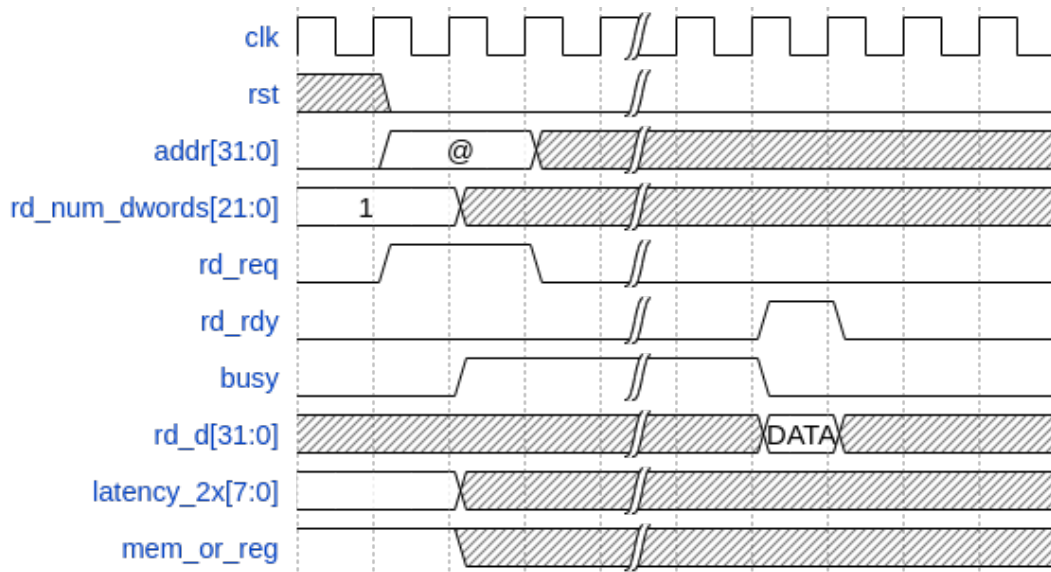 clk
rst
addr[31:0] @
rd_num_dwords[21:0] 1
rd_req
rd_rdy
busy
rd_d[31:0] DATA
latency_2x[7:0]
mem_or_reg